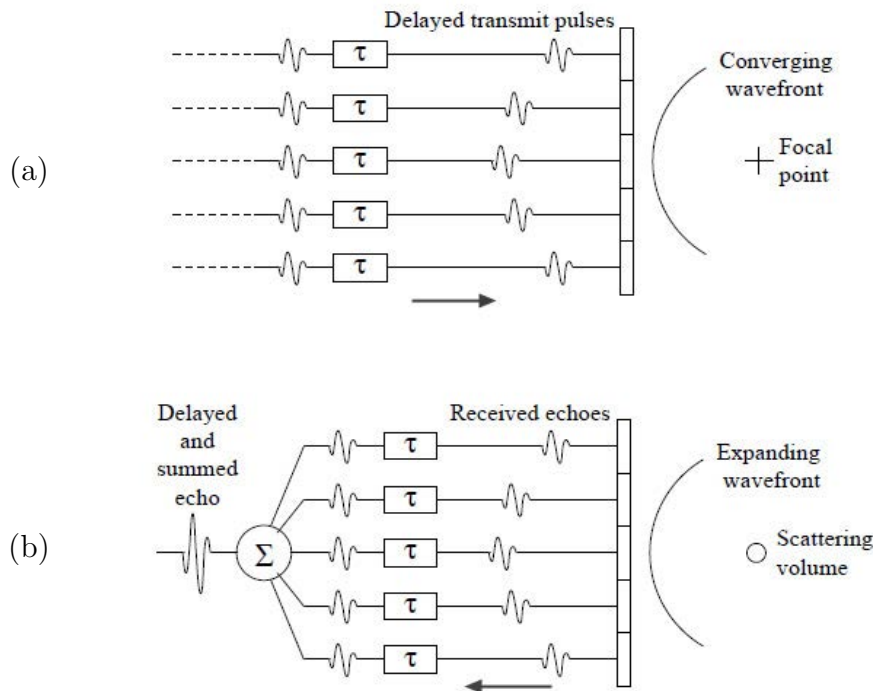 Delayed transmit pulses
τ
τ
τ
τ
τ
Converging
wavefront
Focal
point
(a)
Delayed
and
summed
echo
Received echoes
Σ
τ
τ
τ
τ
τ
Expanding
wavefront
Scattering
volume
(b)